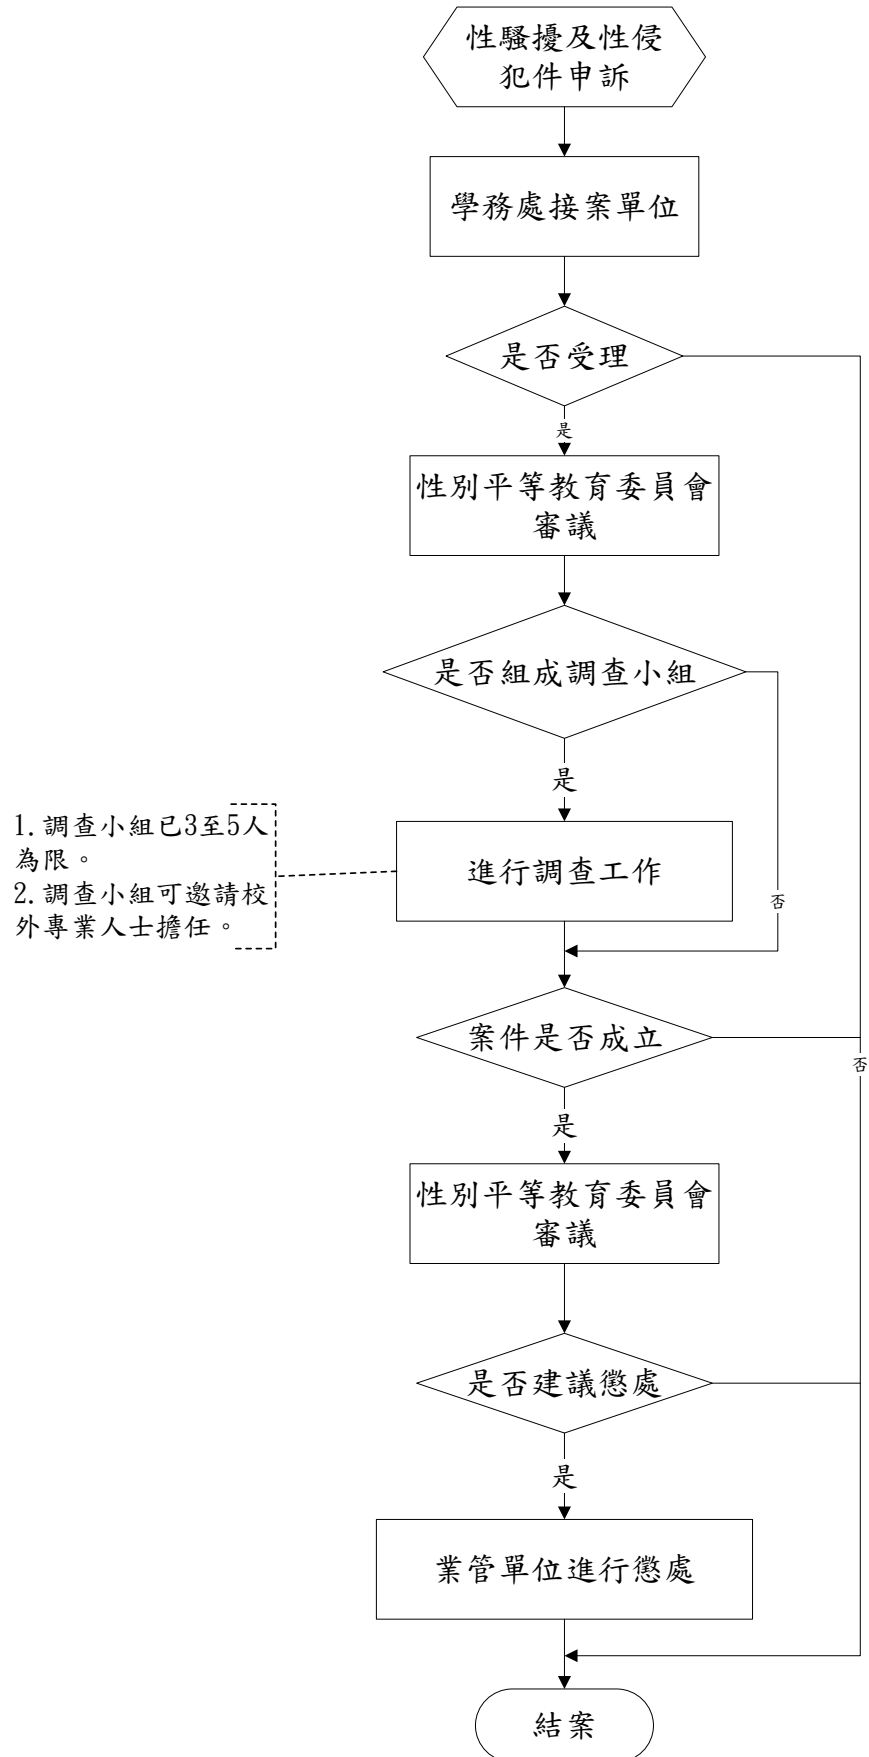 性騷擾及性侵
犯件申訴
學務處接案單位
是否受理
是
性別平等教育委員會
審議
是否組成調查小組
是
1.調查小組已3至5人
為限。
2.調查小組可邀請校
外專業人士擔任。
進行調查工作
否
案件是否成立
否
是
性別平等教育委員會
審議
是否建議懲處
是
業管單位進行懲處
結案